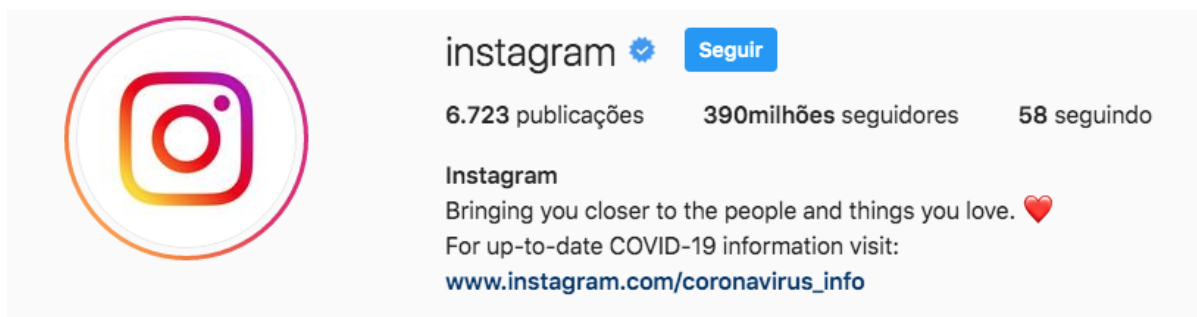 instagram Seguir
6.723 publicações 390milhões seguidores 58 seguindo
Instagram
Bringing you closer to the people and things you love. ❤️
For up-to-date COVID-19 information visit:
www.instagram.com/coronavirus_info